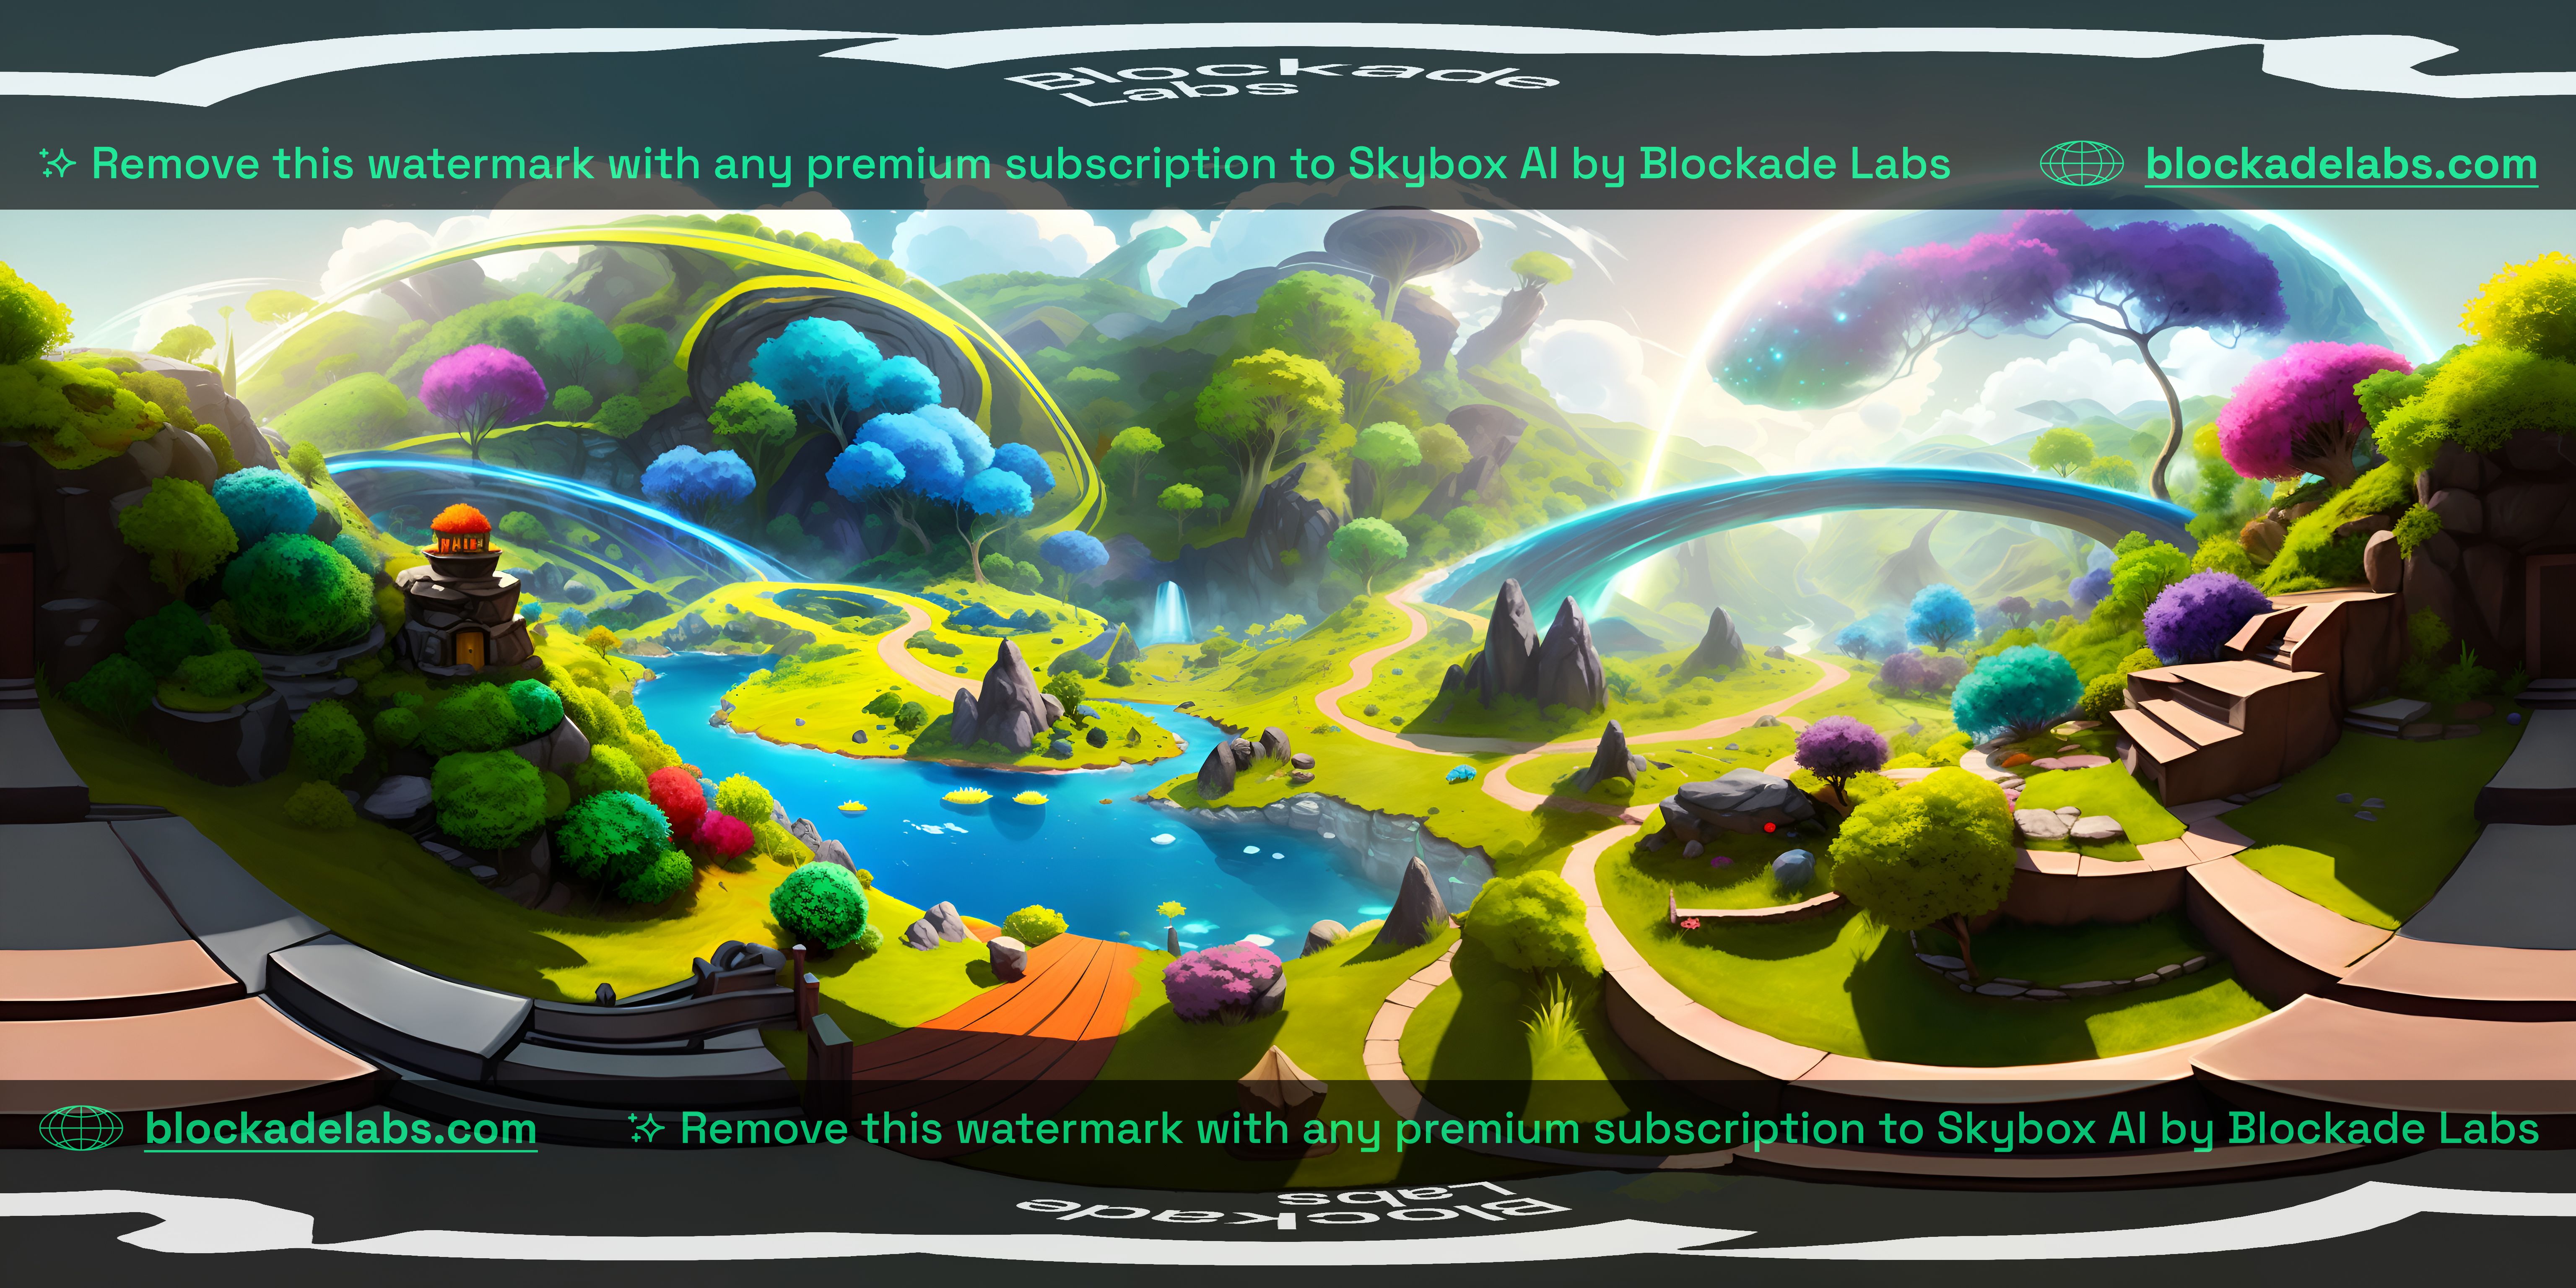 Blockade
Labs
Remove this watermark with any premium subscription to Skybox AI by Blockade Labs
blockadelabs.com
blockadelabs.com
Remove this watermark with any premium subscription to Skybox AI by Blockade Labs
Labs
Blockade